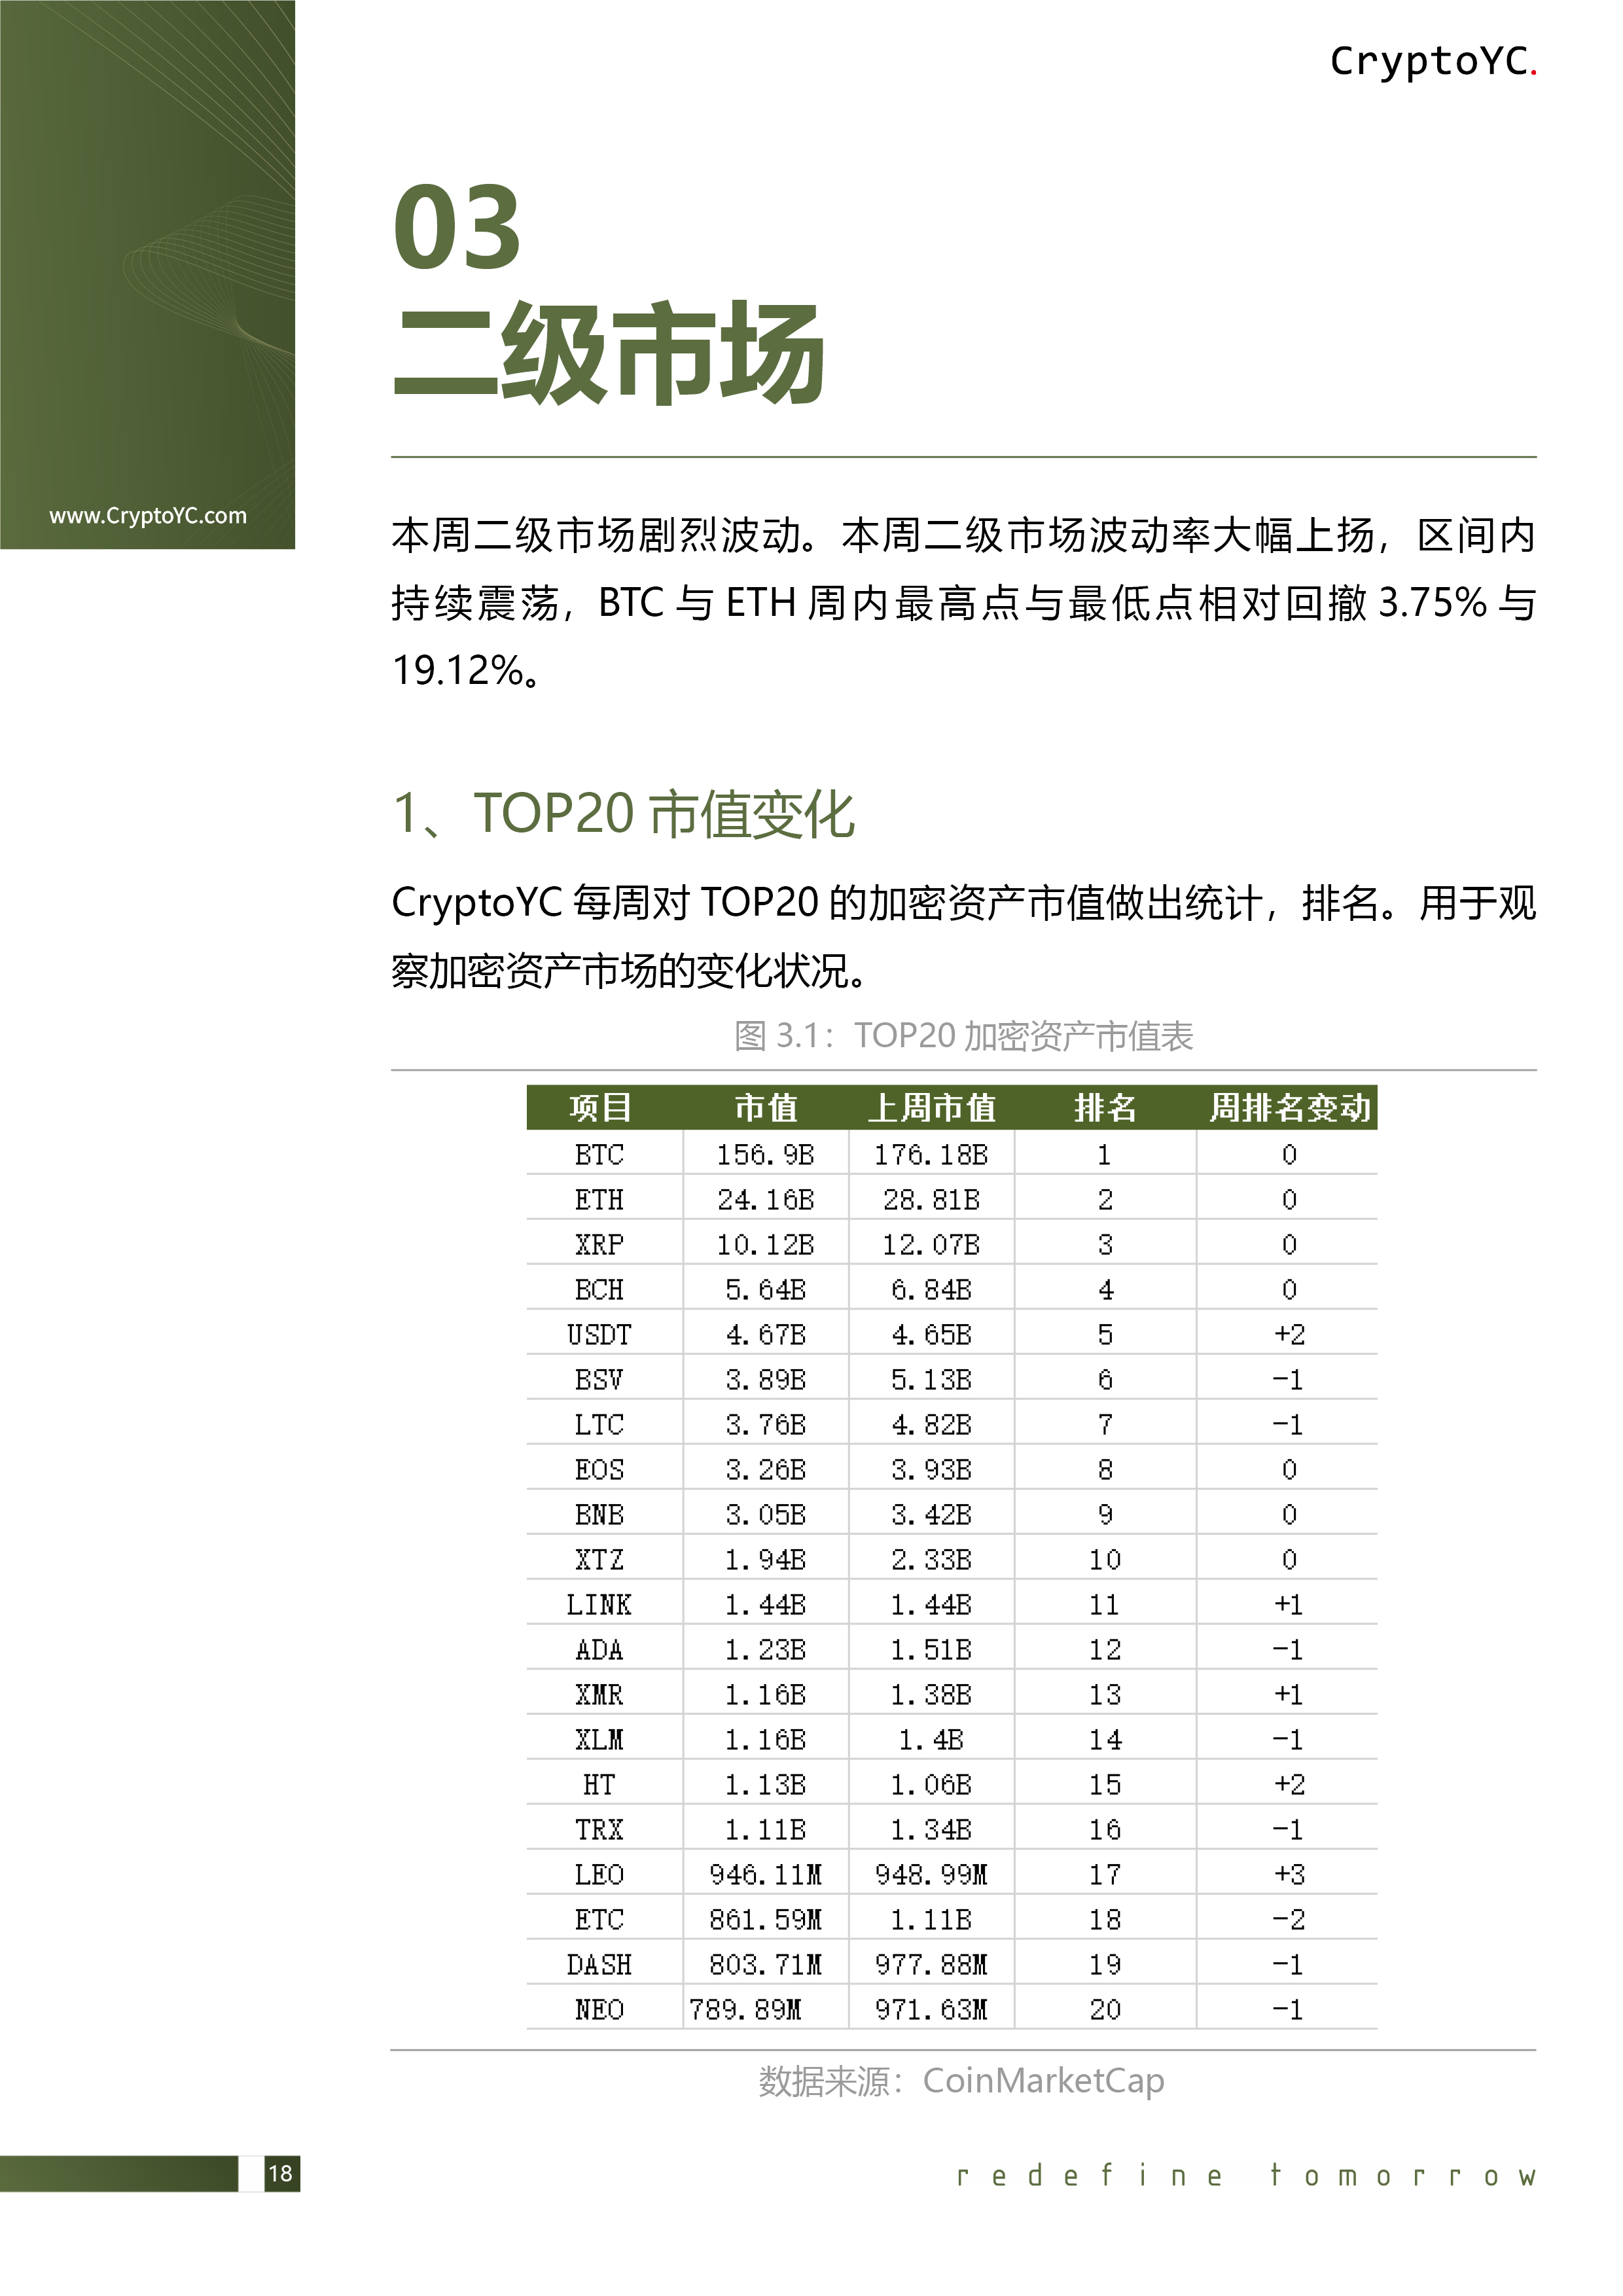 CryptoYC.
03
二级市场
www.CryptoYC.com
本周二级市场剧烈波动。本周二级市场波动率大幅上扬，区间内
持续震荡，BTC 与 ETH 周内最高点与最低点相对回撤 3.75% 与
19.12%。
1、TOP20 市值变化
CryptoYC 每周对 TOP20 的加密资产市值做出统计，排名。用于观
察加密资产市场的变化状况。
图 3.1：TOP20 加密资产市值表
项目 市值 上周市值 排名 周排名变动
BTC 156.9B 176.18B 1 0
ETH 24.16B 28.81B 2 0
XRP 10.12B 12.07B 3 0
BCH 5.64B 6.84B 4 0
USDT 4.67B 4.65B 5 +2
BSV 3.89B 5.13B 6 -1
LTC 3.76B 4.82B 7 -1
EOS 3.26B 3.93B 8 0
BNB 3.05B 3.42B 9 0
XTZ 1.94B 2.33B 10 0
LINK 1.44B 1.44B 11 +1
ADA 1.23B 1.51B 12 -1
XMR 1.16B 1.38B 13 +1
XLM 1.16B 1.4B 14 -1
HT 1.13B 1.06B 15 +2
TRX 1.11B 1.34B 16 -1
LEO 946.11M 948.99M 17 +3
ETC 861.59M 1.11B 18 -2
DASH 803.71M 977.88M 19 -1
NEO 789.89M 971.63M 20 -1
数据来源：CoinMarketCap
18
redefine tomorrow